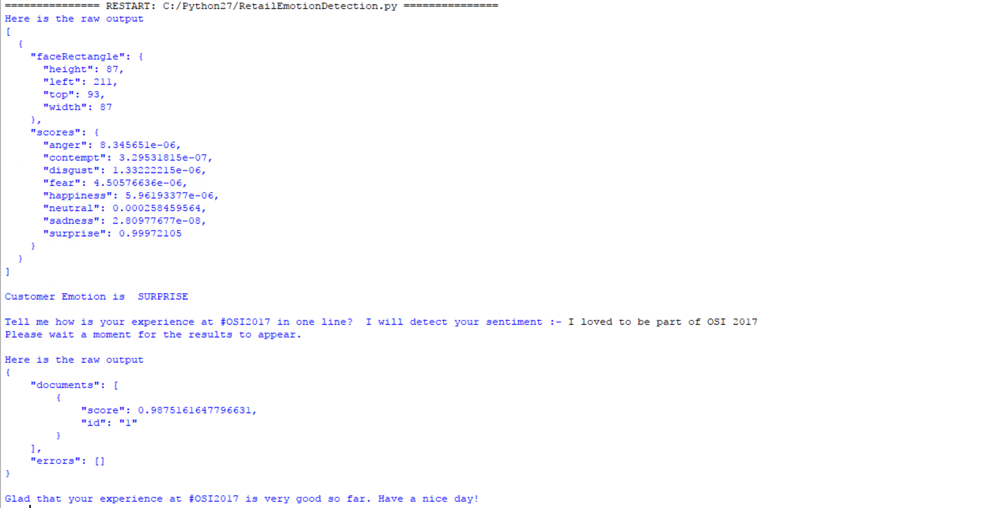 =============== RESTART: C:/Python27/RetailEmotionDetection.py ===============
Here is the raw output
[
  {
    "faceRectangle": {
      "height": 87,
      "left": 211,
      "top": 93,
      "width": 87
    },
    "scores": {
      "anger": 8.345651e-06,
      "contempt": 3.29531815e-07,
      "disgust": 1.33222215e-06,
      "fear": 4.50576636e-06,
      "happiness": 5.96193377e-06,
      "neutral": 0.000258459564,
      "sadness": 2.80977677e-08,
      "surprise": 0.99972105
    }
  }
]

Customer Emotion is  SURPRISE

Tell me how is your experience at #OSI2017 in one line?  I will detect your sentiment :- I loved to be part of OSI 2017
Please wait a moment for the results to appear.

Here is the raw output
{
    "documents": [
        {
            "score": 0.9875161647796631,
            "id": "1"
        }
    ],
    "errors": []
}

Glad that your experience at #OSI2017 is very good so far. Have a nice day!